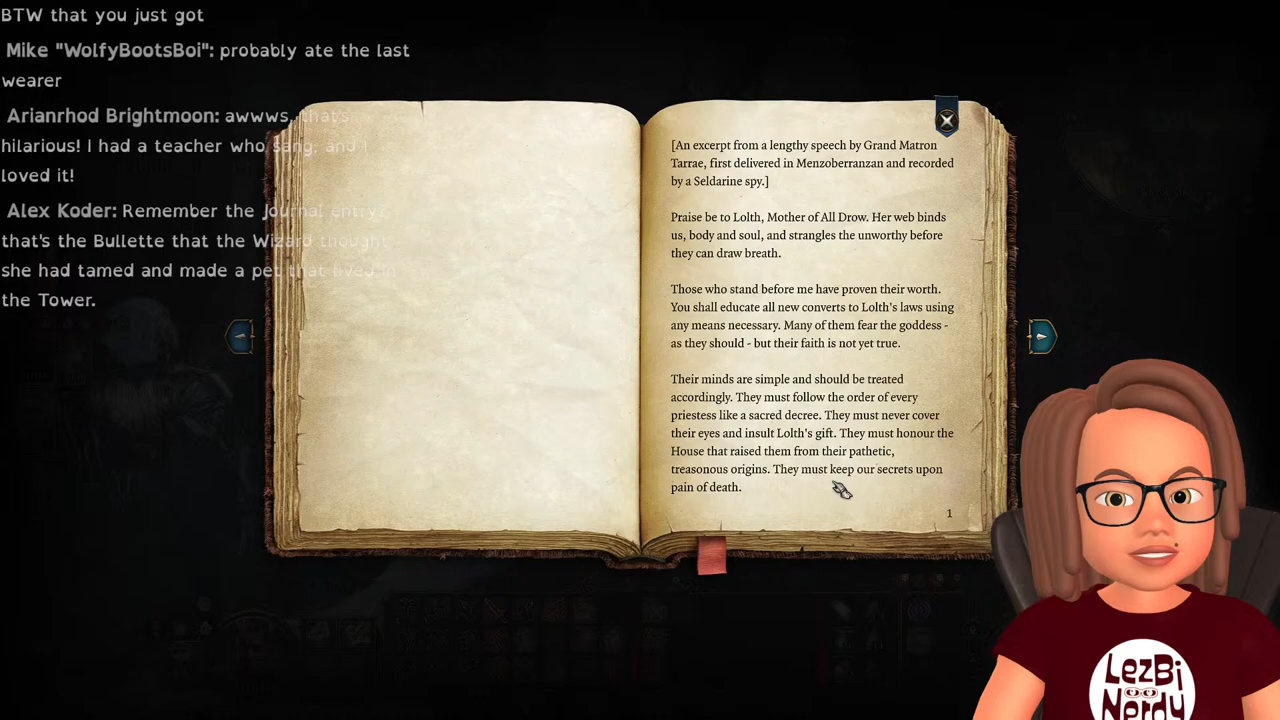 BTW that you just got
Mike "WolfyBootsBoi": probably ate the last
wearer
Arianrhod Brightmoon: awwws, that's
hilarious! I had a teacher who sang, and I
loved it!
Alex Koder: Remember the Journal entry?
that's the Bullette that the Wizard thought
she had tamed and made a pet that lived in
the Tower.
[An excerpt from a lengthy speech by Grand Matron
Tarrae, first delivered in Menzoberranzan and recorded
by a Seldarine spy.]
Praise be to Lolth, Mother of All Drow. Her web binds
us, body and soul, and strangles the unworthy before
they can draw breath.
Those who stand before me have proven their worth.
You shall educate all new converts to Lolth's laws using
any means necessary. Many of them fear the goddess -
as they should - but their faith is not yet true.
Their minds are simple and should be treated
accordingly. They must follow the order of every
priestess like a sacred decree. They must never cover
their eyes and insult Lolth's gift. They must honour the
House that raised them from their pathetic,
treasonous origins. They must keep our secrets upon
pain of death.
1
LezBi
Nerdy